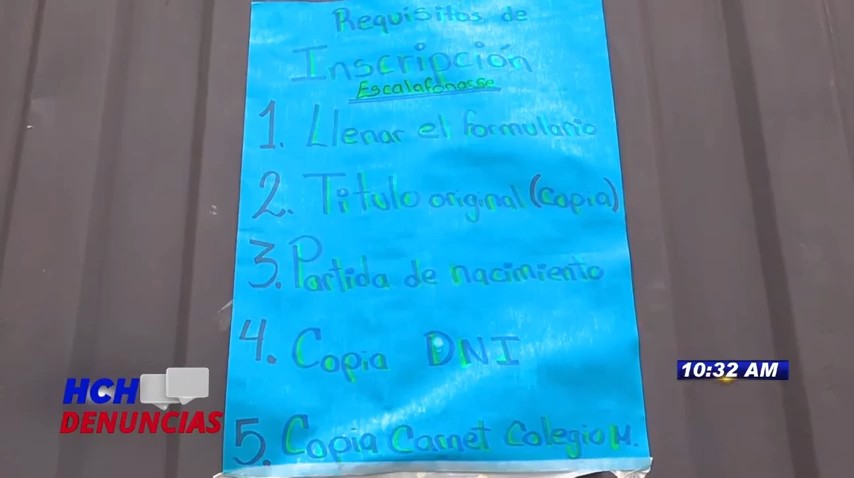 Requisitos de
Inscripción
Escalafonarse
1. Llenar el formulario
2. Titulo original (copia)
3. Partida de nacimiento
4. Copia DNI
5. Copia Carnet Colegio M.
HCH
DENUNCIAS
10:32 AM